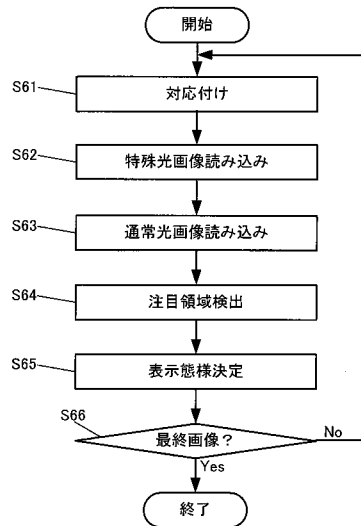 開始
S61
対応付け
S62
特殊光画像読み込み
S63
通常光画像読み込み
S64
注目領域検出
S65
表示態様決定
S66
最終画像？
No
Yes
終了